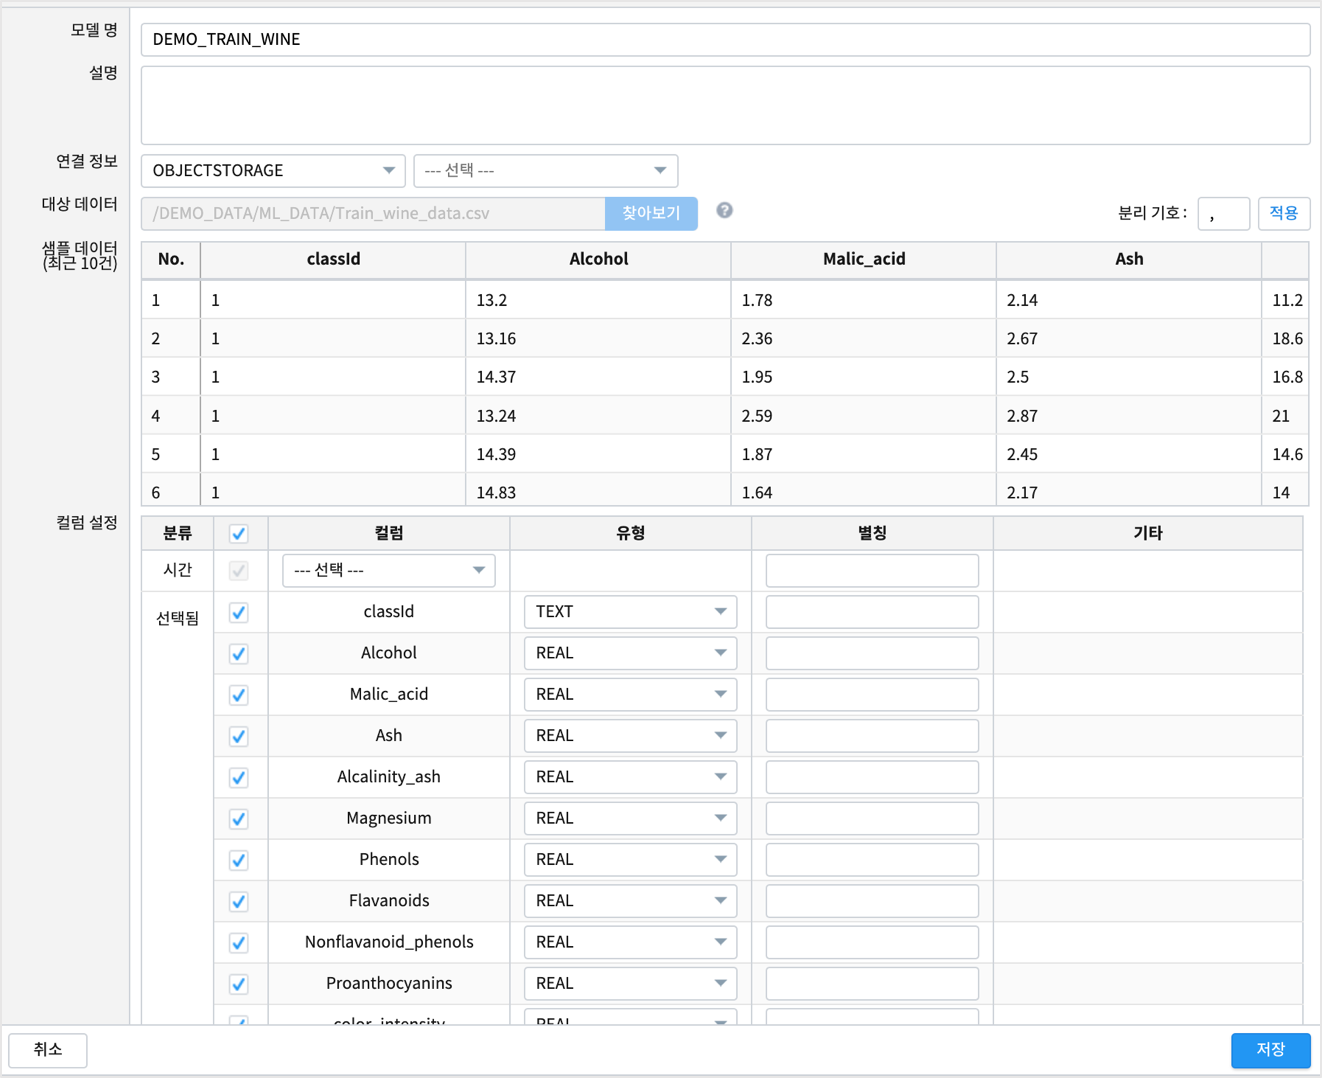 모델 명
DEMO_TRAIN_WINE
설명
연결 정보
OBJECTSTORAGE --- 선택 ---
대상 데이터
/DEMO_DATA/ML_DATA/Train_wine_data.csv 찾아보기 ? 분리 기호 : , 적용
샘플 데이터
(최근 10건)
No. classId Alcohol Malic_acid Ash
1 1 13.2 1.78 2.14 11.2
2 1 13.16 2.36 2.67 18.6
3 1 14.37 1.95 2.5 16.8
4 1 13.24 2.59 2.87 21
5 1 14.39 1.87 2.45 14.6
6 1 14.83 1.64 2.17 14
컬럼 설정
분류 컬럼 유형 별칭 기타
시간 --- 선택 ---
선택됨 classId TEXT
Alcohol REAL
Malic_acid REAL
Ash REAL
Alcalinity_ash REAL
Magnesium REAL
Phenols REAL
Flavanoids REAL
Nonflavanoid_phenols REAL
Proanthocyanins REAL
color_intensity REAL
취소 저장